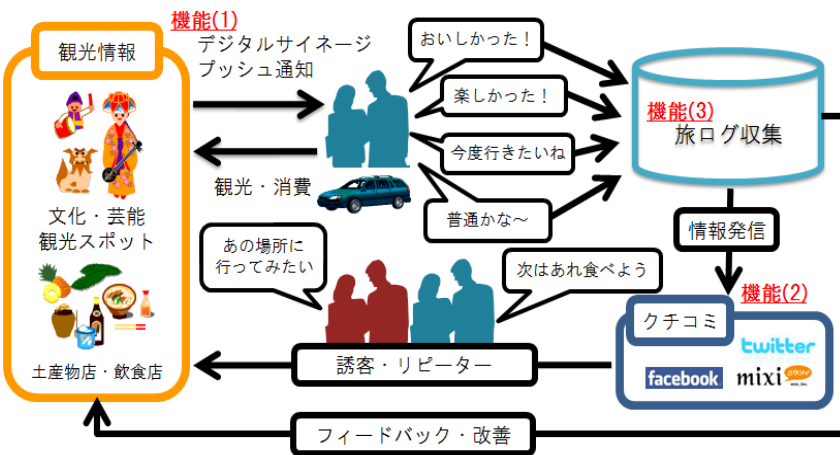 機能(1)
観光情報
デジタルサイネージ
プッシュ通知
おいしかった！
楽しかった！
今度行きたいね
普通かな～
機能(3)
旅ログ収集
観光・消費
文化・芸能
観光スポット
あの場所に
行ってみたい
次はあれ食べよう
情報発信
機能(2)
クチコミ
twitter
facebook
mixi
土産物店・飲食店
誘客・リピーター
フィードバック・改善